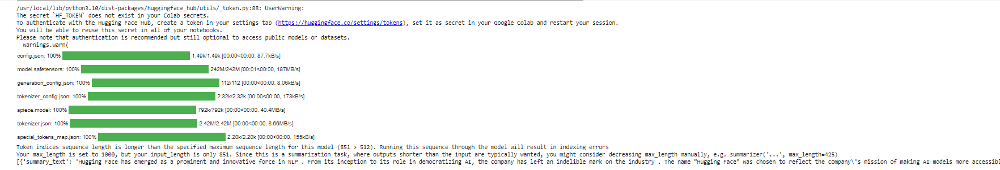 /usr/local/lib/python3.10/dist-packages/huggingface_hub/utils/_token.py:88: UserWarning:
The secret `HF_TOKEN` does not exist in your Colab secrets.
To authenticate with the Hugging Face Hub, create a token in your settings tab (https://huggingface.co/settings/tokens), set it as secret in your Google Colab and restart your session.
You will be able to reuse this secret in all of your notebooks.
Please note that authentication is recommended but still optional to access public models or datasets.
  warnings.warn(
config.json: 100% 1.49k/1.49k [00:00<00:00, 87.7kB/s]
model.safetensors: 100% 242M/242M [00:01<00:00, 187MB/s]
generation_config.json: 100% 112/112 [00:00<00:00, 8.06kB/s]
tokenizer_config.json: 100% 2.32k/2.32k [00:00<00:00, 173kB/s]
spiece.model: 100% 792k/792k [00:00<00:00, 40.4MB/s]
tokenizer.json: 100% 2.42M/2.42M [00:00<00:00, 8.66MB/s]
special_tokens_map.json: 100% 2.20k/2.20k [00:00<00:00, 155kB/s]
Token indices sequence length is longer than the specified maximum sequence length for this model (851 > 512). Running this sequence through the model will result in indexing errors
Your max_length is set to 1000, but your input_length is only 851. Since this is a summarization task, where outputs shorter than the input are typically wanted, you might consider decreasing max_length manually, e.g. summarizer('...', max_length=425)
[{'summary_text': 'Hugging Face has emerged as a prominent and innovative force in NLP . From its inception to its role in democratizing AI, the company has left an indelible mark on the industry . The name "Hugging Face" was chosen to reflect the company\'s mission of making AI models more